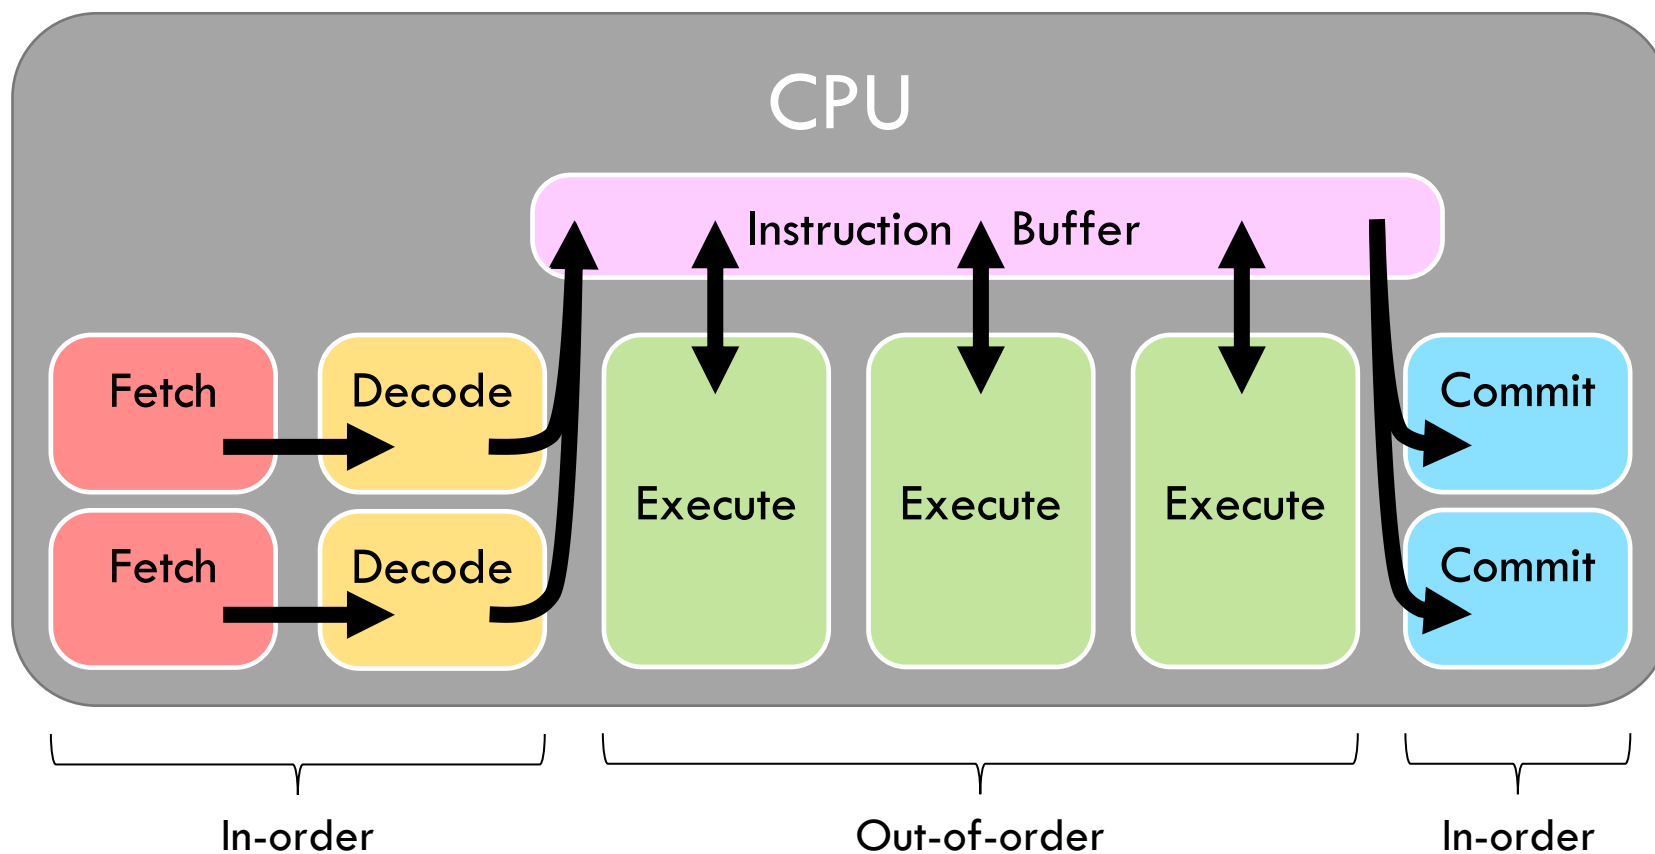 CPU
Instruction Buffer
Fetch
Decode
Execute
Execute
Execute
Commit
Fetch
Decode
Commit
In-order
Out-of-order
In-order